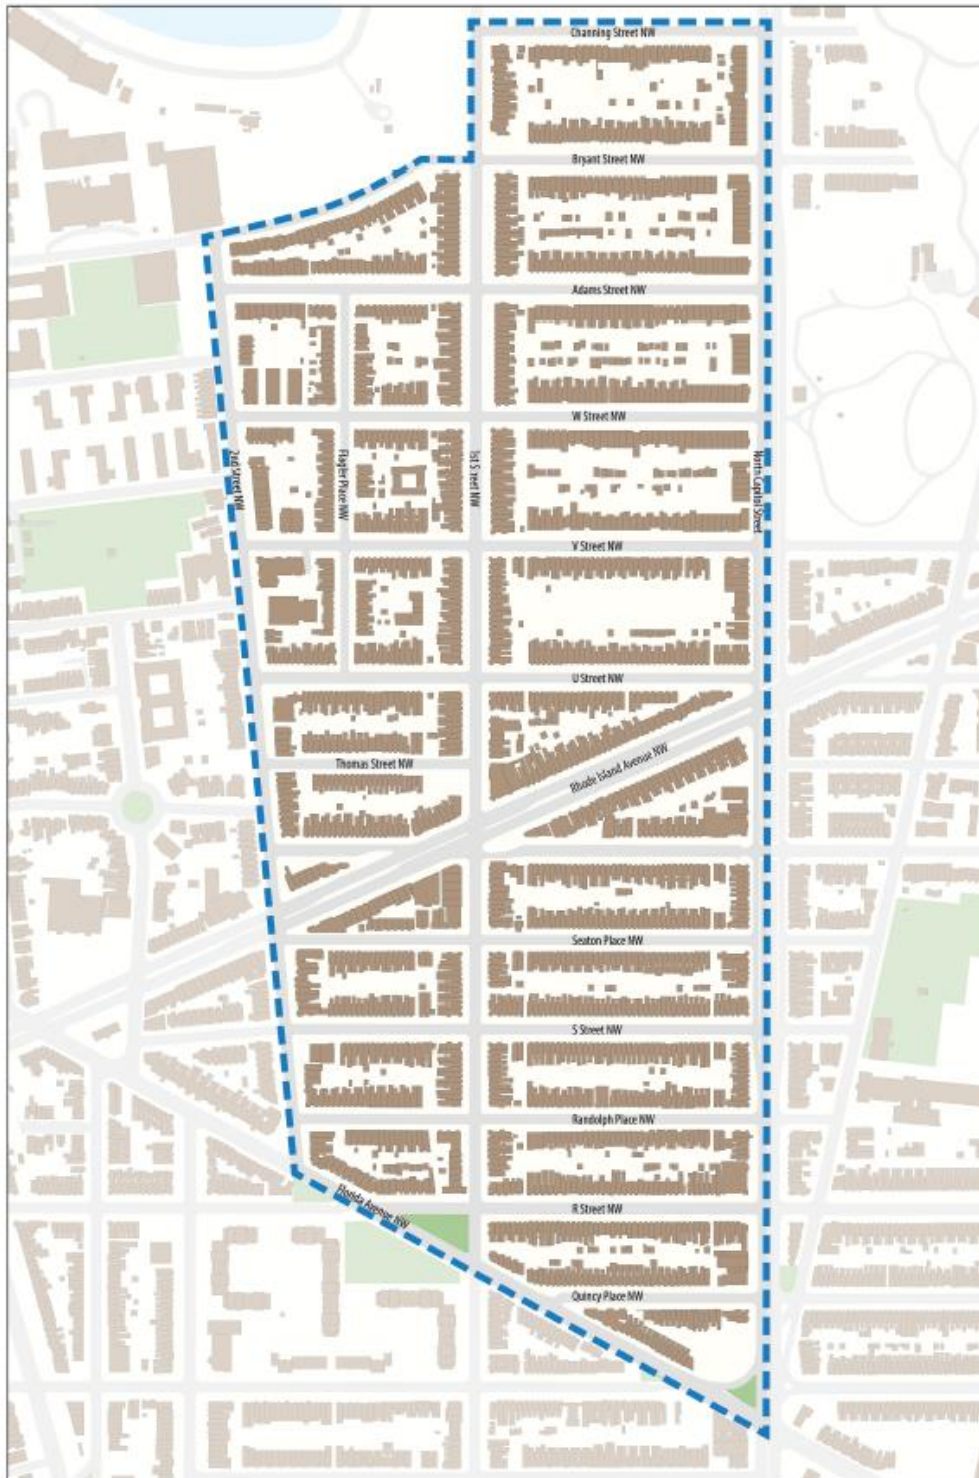 Channing Street NW
Bryant Street NW
Adams Street NW
W Street NW
2nd Street NW
Flagler Place NW
1st Street NW
North Capitol Street
V Street NW
U Street NW
Rhode Island Avenue NW
Thomas Street NW
Seaton Place NW
S Street NW
Randolph Place NW
Florida Avenue NW
R Street NW
Quincy Place NW